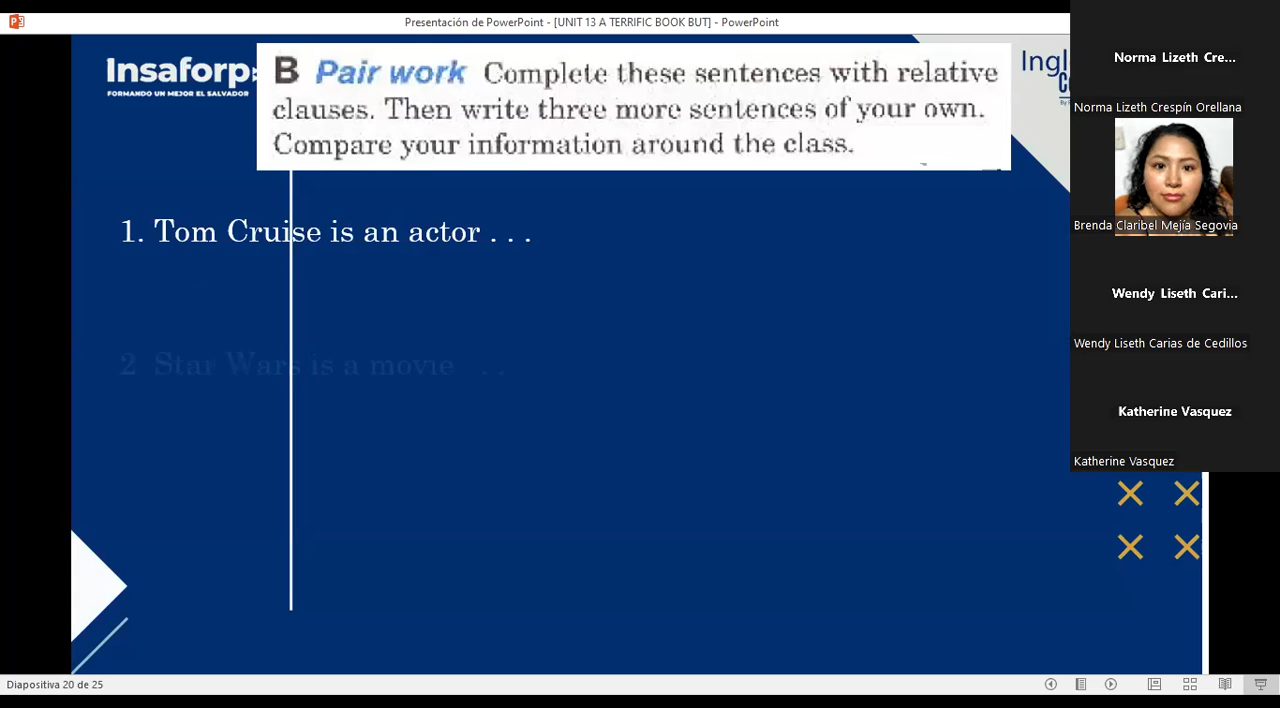 Presentación de PowerPoint - [UNIT 13 A TERRIFIC BOOK BUT] - PowerPoint
Insaforp
FORMANDO UN MEJOR EL SALVADOR
B Pair work Complete these sentences with relative
clauses. Then write three more sentences of your own.
Compare your information around the class.
1. Tom Cruise is an actor . . .
2 Star Wars is a movie . .
Norma Lizeth Cre...
Norma Lizeth Crespín Orellana
Brenda Claribel Mejía Segovia
Wendy Liseth Cari...
Wendy Liseth Carias de Cedillos
Katherine Vasquez
Katherine Vasquez
Diapositiva 20 de 25